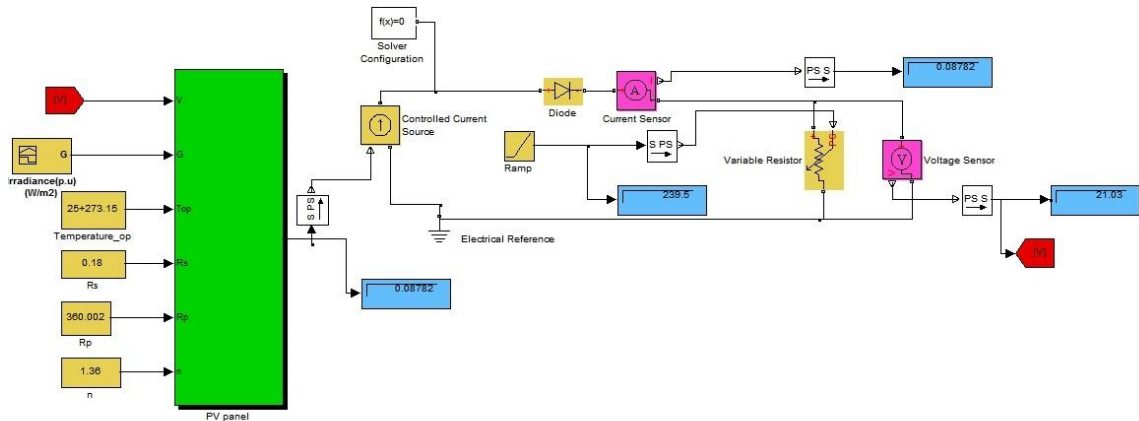 f(x)=0
Solver
Configuration
[V]
V
G
Irradiance(p.u)
(W/m2)
G
25+273.15
Temperature_op
Top
0.18
Rs
Rs
360.002
Rp
Rp
1.36
n
n
PV panel
Controlled Current
Source
S PS
0.08782
Electrical Reference
Diode
A
Current Sensor
I
PS S
0.08782
Ramp
S PS
239.5
Variable Resistor
PS
V
Voltage Sensor
V
PS S
21.03
[V]